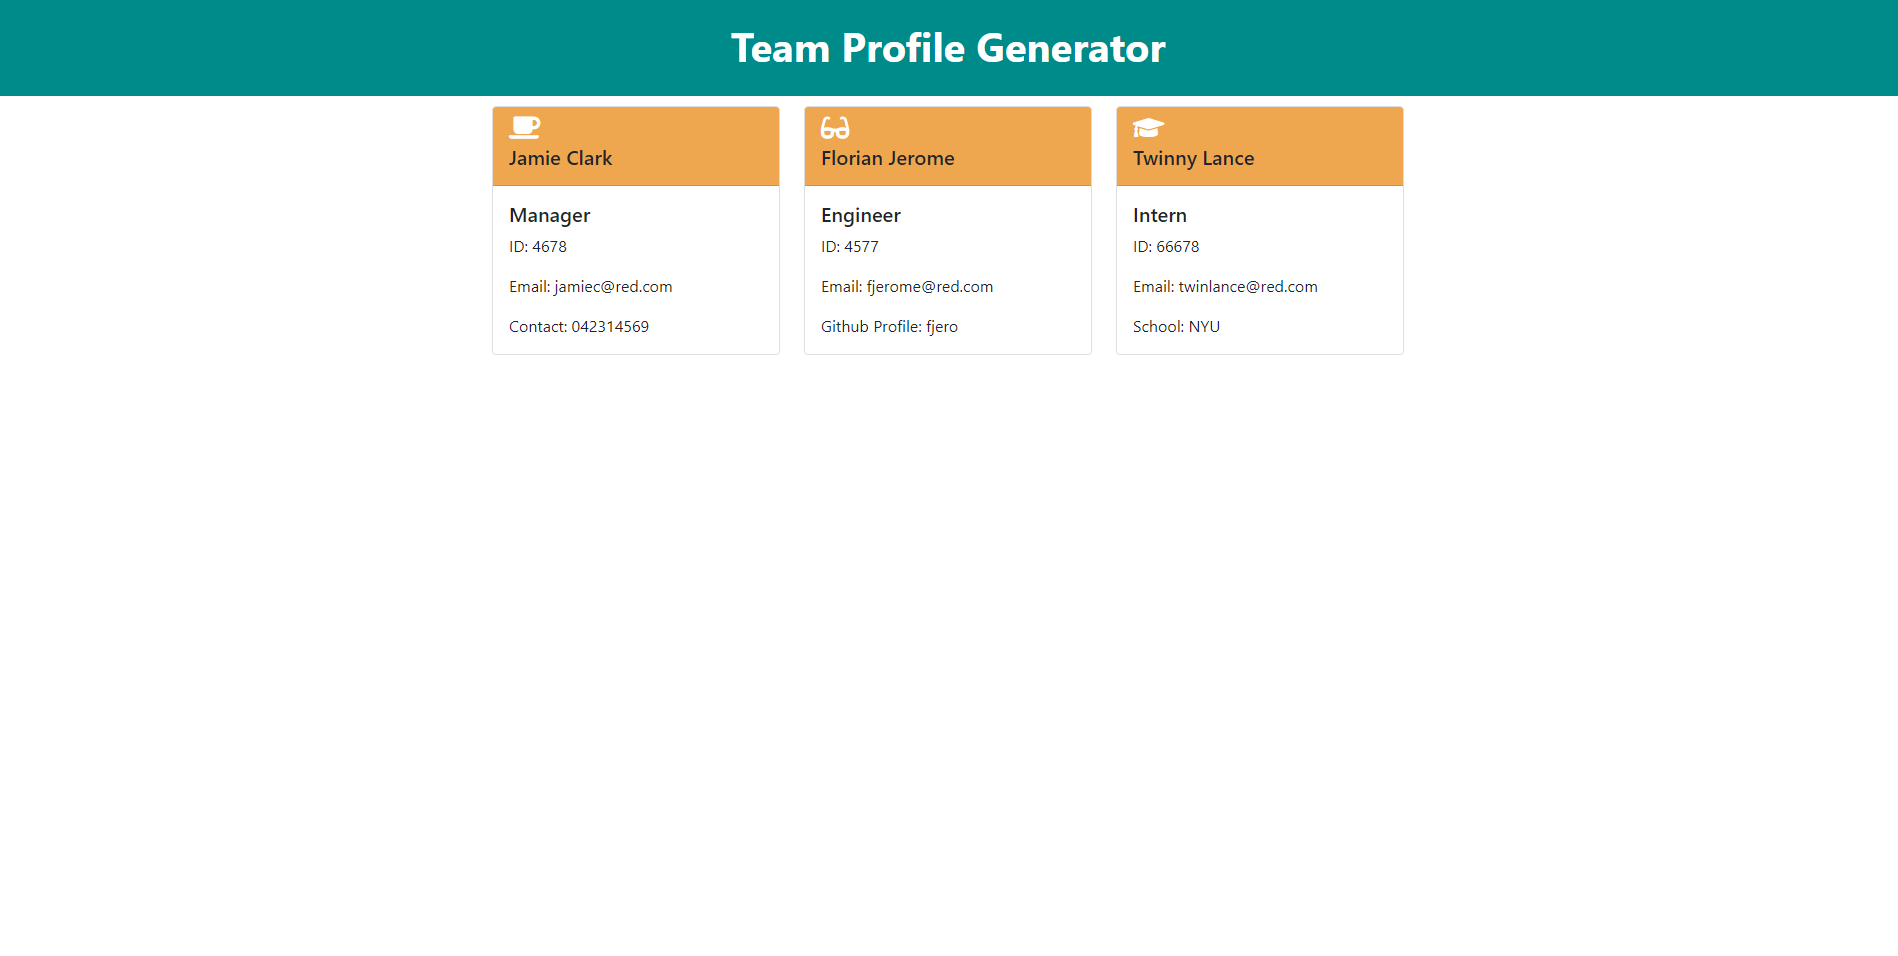 Team Profile Generator
Jamie Clark
Manager
ID: 4678
Email: jamiec@red.com
Contact: 042314569
Florian Jerome
Engineer
ID: 4577
Email: fjerome@red.com
Github Profile: fjero
Twinny Lance
Intern
ID: 66678
Email: twinlance@red.com
School: NYU